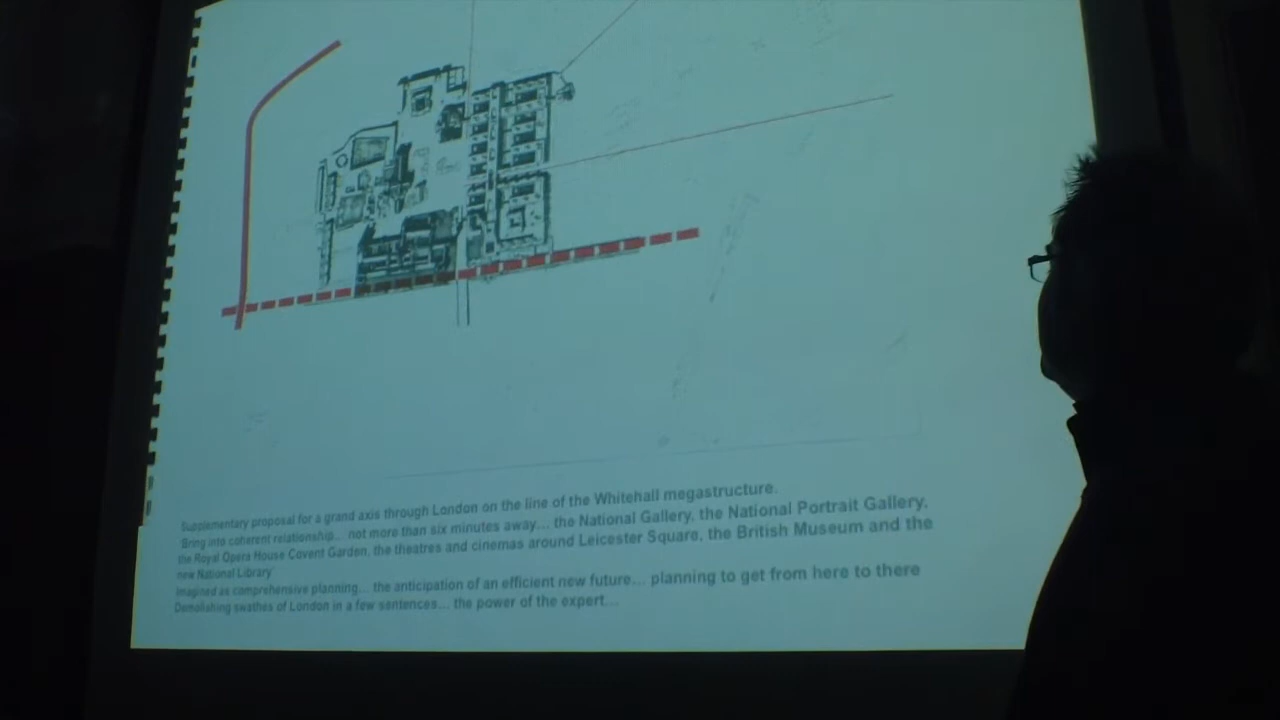 Supplementary proposal for a grand axis through London on the line of the Whitehall megastructure.
Bring into coherent relationship... not more than six minutes away... the National Gallery, the National Portrait Gallery,
the Royal Opera House Covent Garden, the theatres and cinemas around Leicester Square, the British Museum and the
new National Library
Imagined as comprehensive planning... the anticipation of an efficient new future... planning to get from here to there
Demolishing swathes of London in a few sentences... the power of the expert...